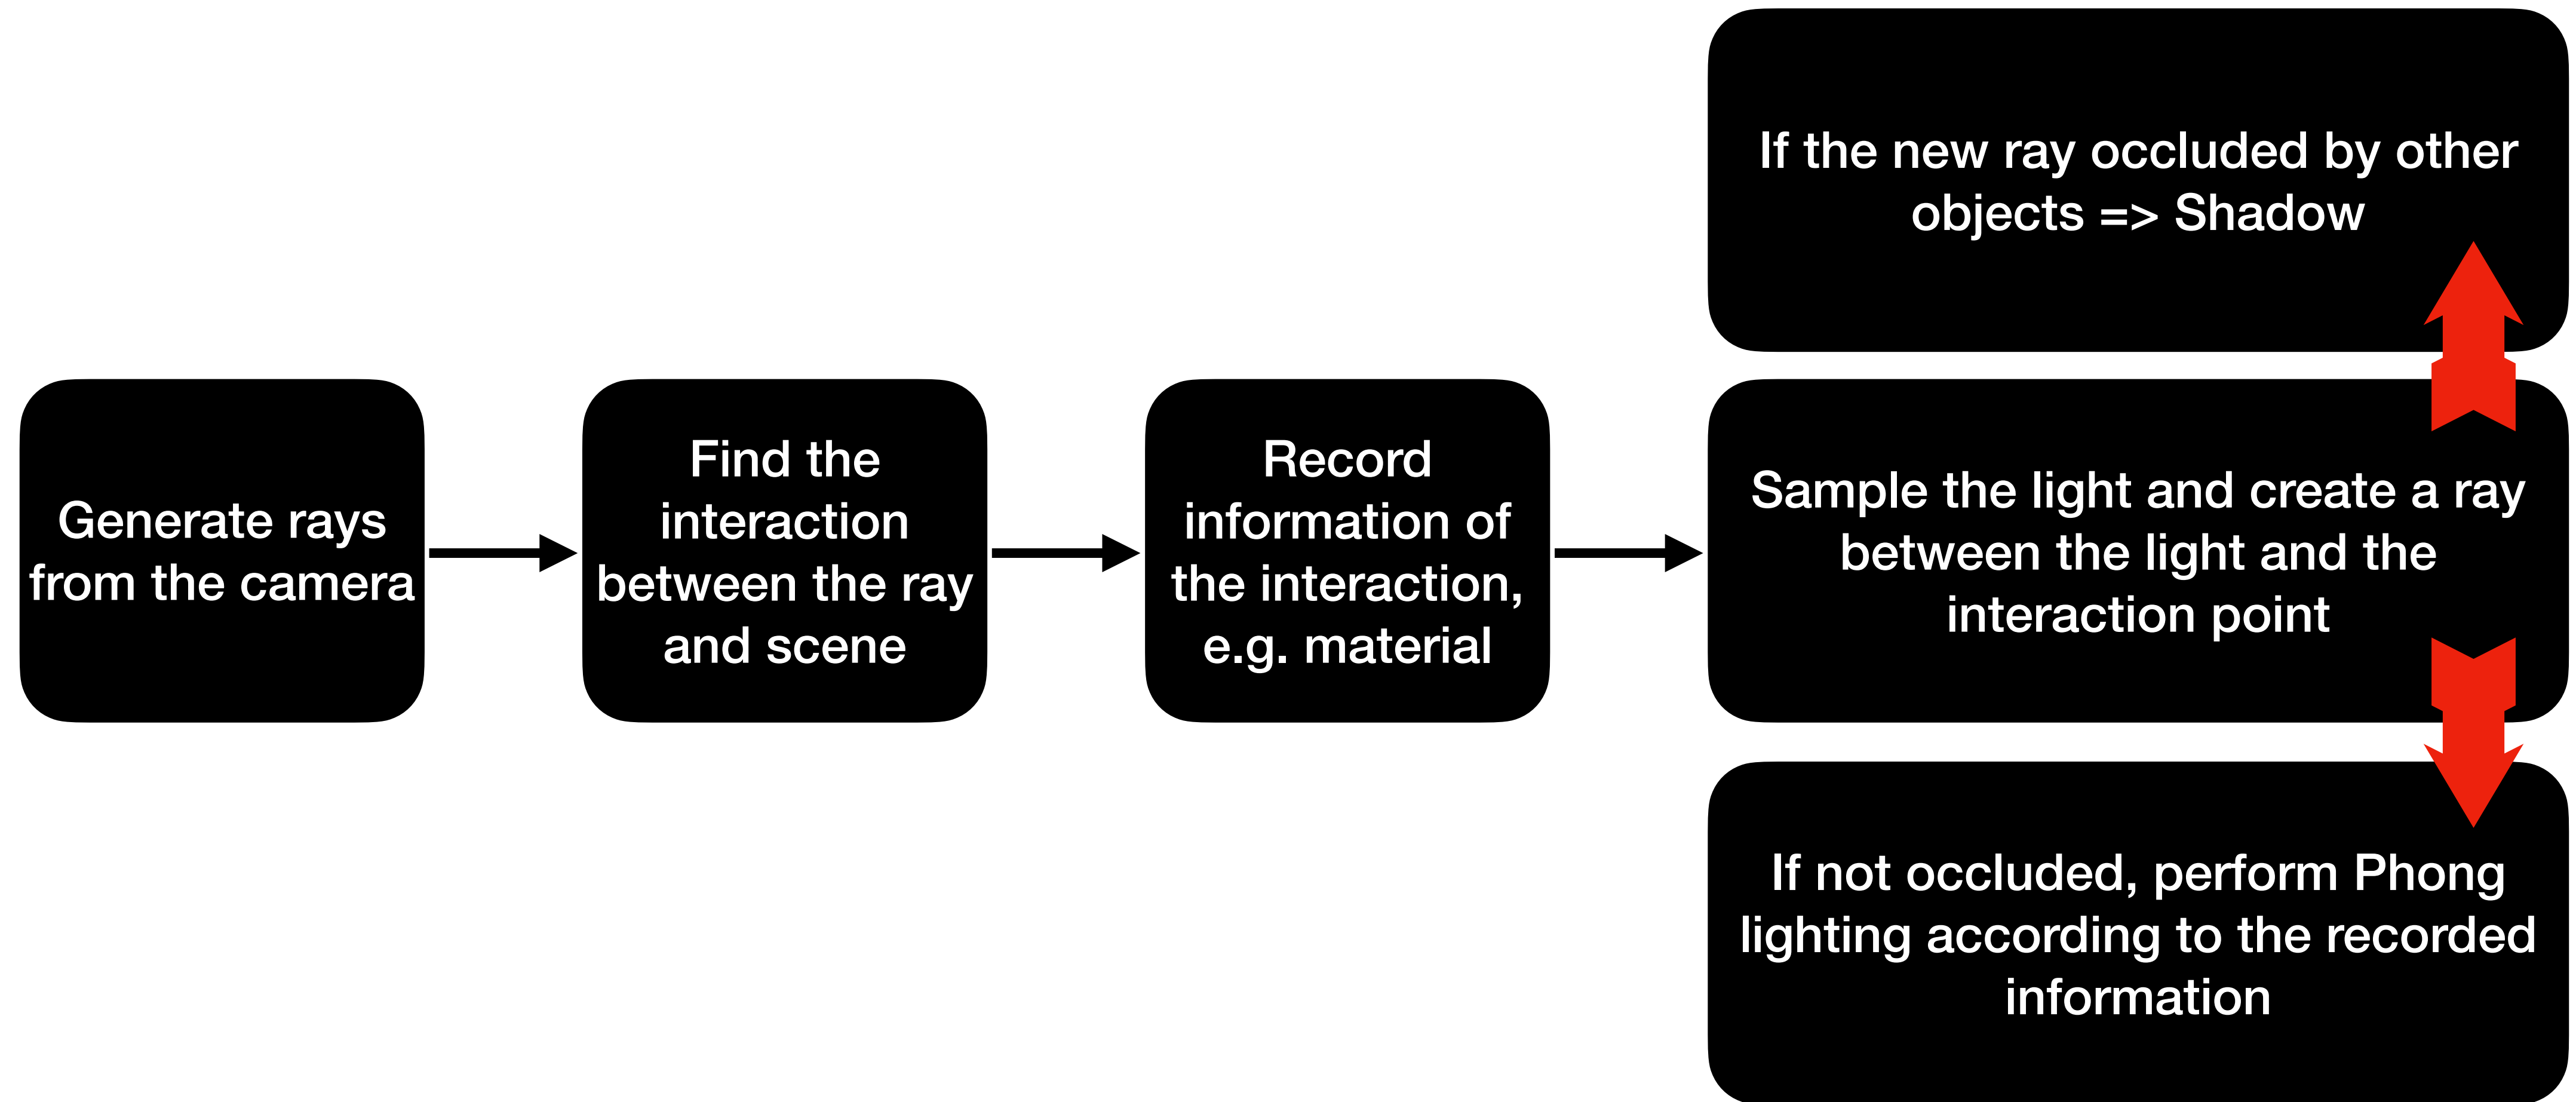 If the new ray occluded by other
objects => Shadow
Generate rays
from the camera
Find the
interaction
between the ray
and scene
Record
information of
the interaction,
e.g. material
Sample the light and create a ray
between the light and the
interaction point
If not occluded, perform Phong
lighting according to the recorded
information